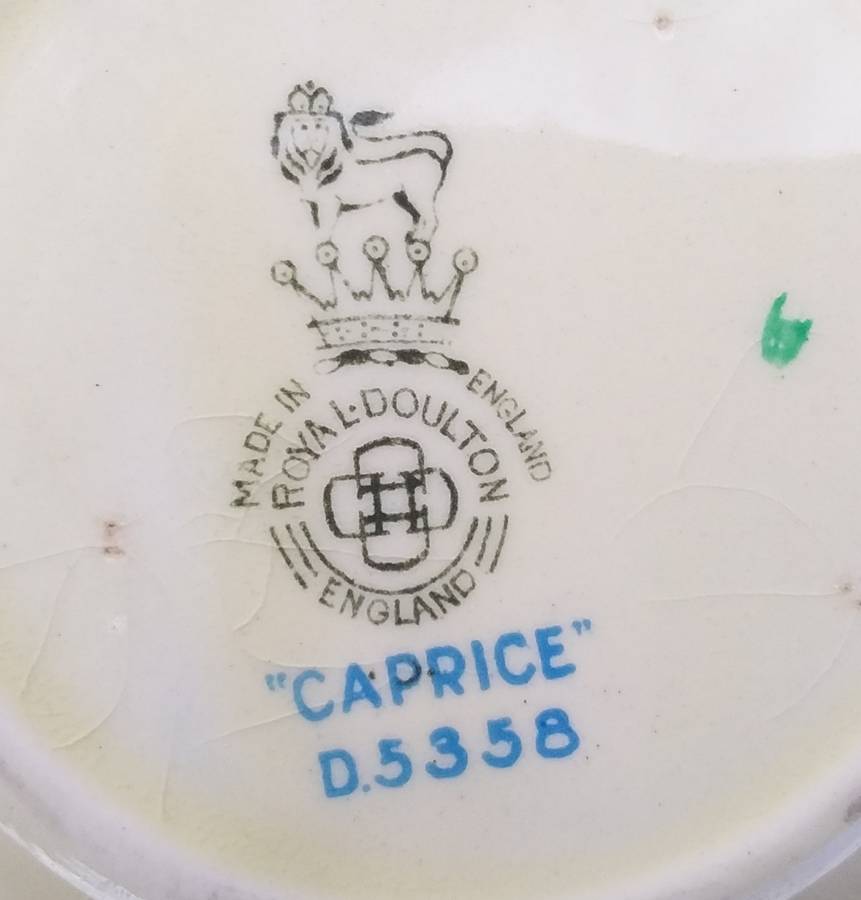 MADE IN ENGLAND
ROYAL·DOULTON
ENGLAND
"CAPRICE"
D.5358